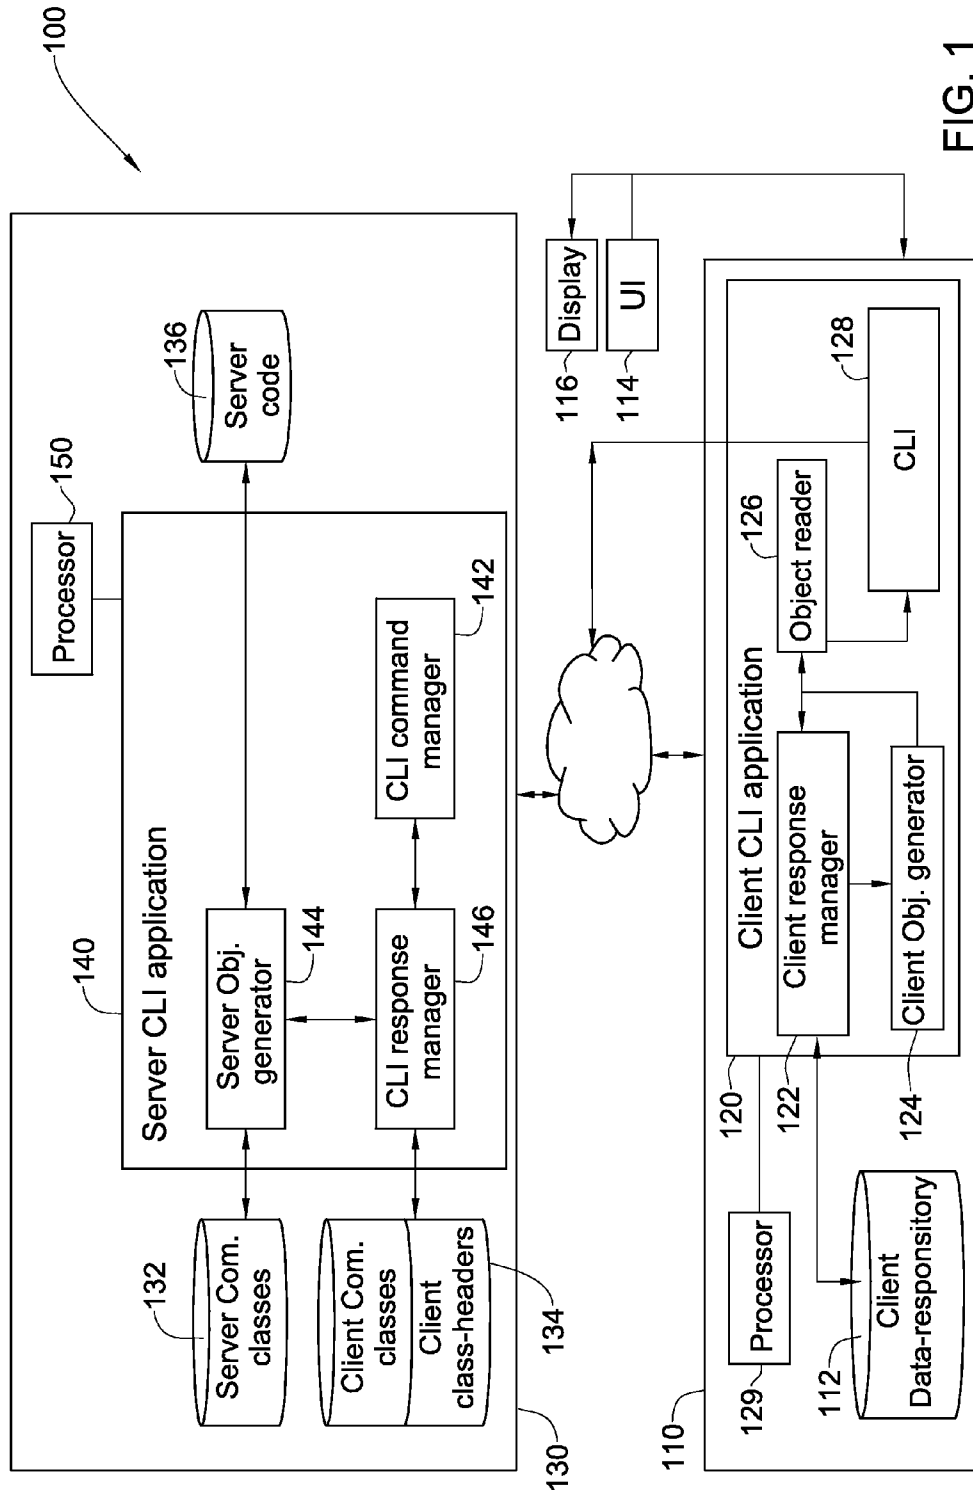 100
Processor
150
140
Server CLI application
Server Com.
classes
132
Server Obj.
generator
144
Server
code
136
Client Com.
classes
Client
class-headers
134
CLI response
manager
146
CLI command
manager
142
130
Display
116
UI
114
110
Processor
129
Client
Data-responsitory
112
120
Client CLI application
Client response
manager
122
Client Obj. generator
124
Object reader
126
CLI
128
FIG. 1